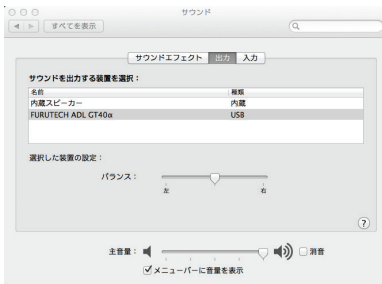 サウンド
すべてを表示
サウンドエフェクト 出力 入力
サウンドを出力する装置を選択：
名前 種類
内蔵スピーカー 内蔵
FURUTECH ADL GT40α USB
選択した装置の設定：
バランス：
左 右
?
主音量： 消音
メニューバーに音量を表示